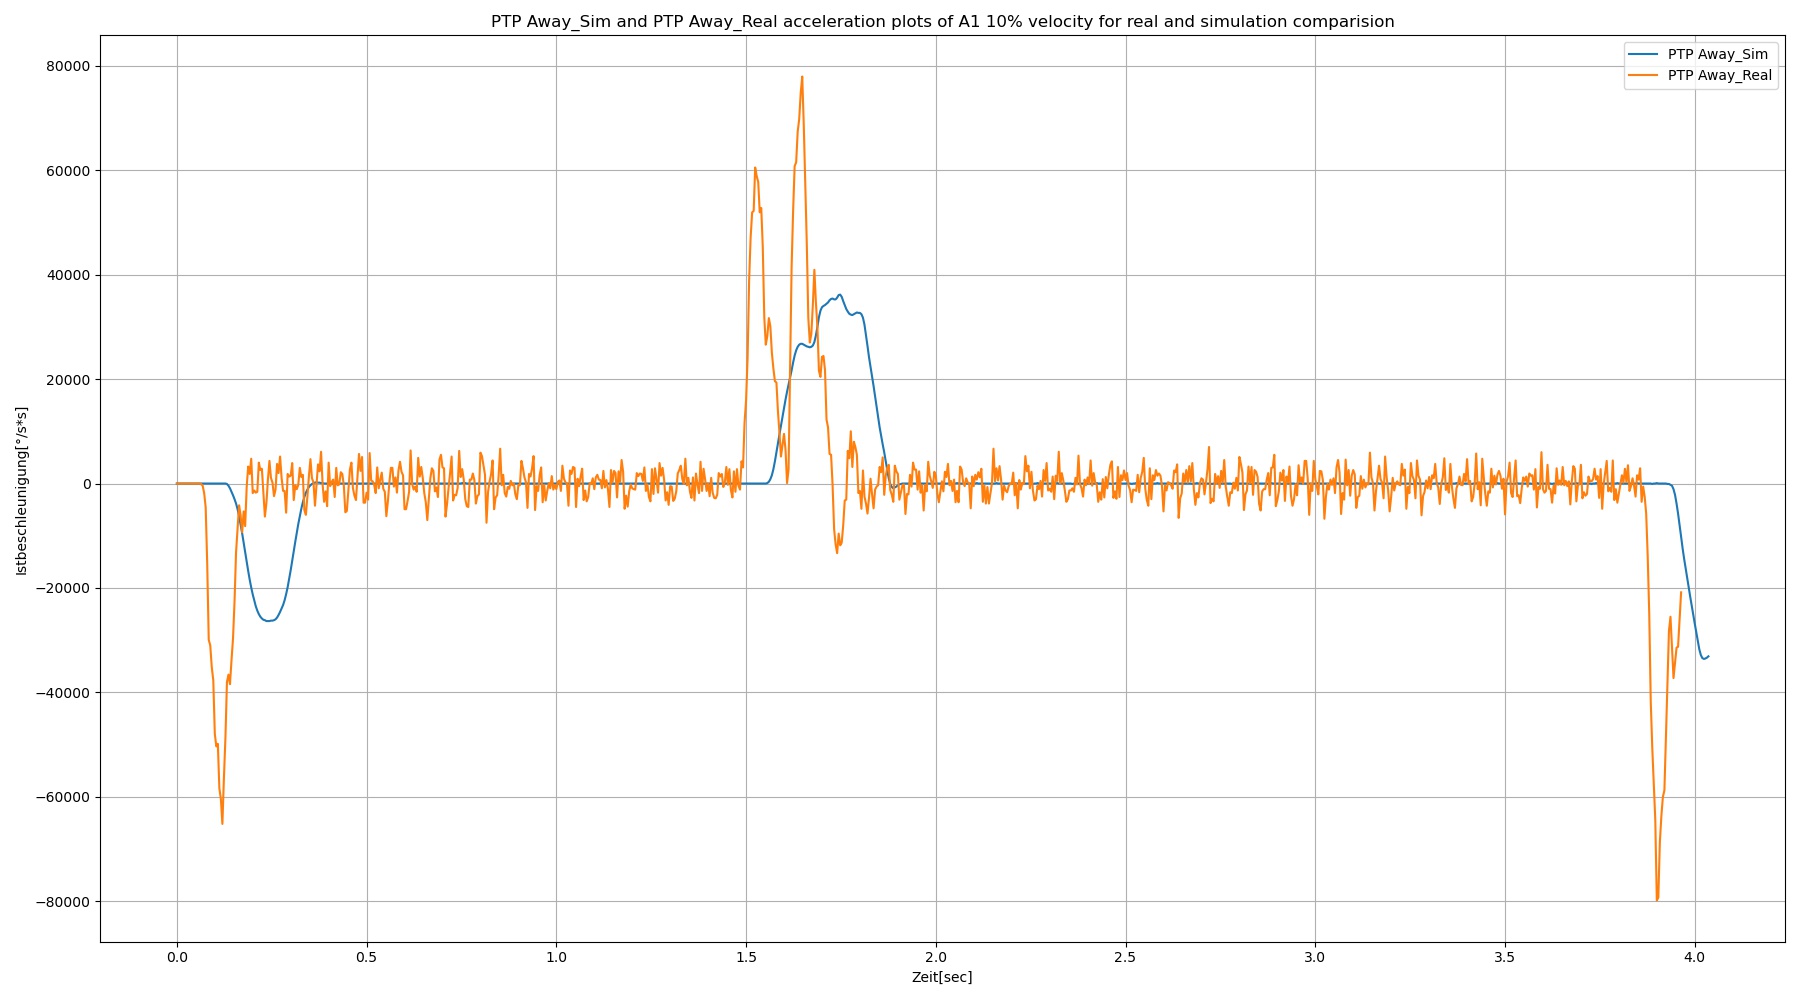 PTP Away_Sim and PTP Away_Real acceleration plots of A1 10% velocity for real and simulation comparision
PTP Away_Sim
PTP Away_Real
Istbeschleunigung[°/s*s]
80000
60000
40000
20000
0
−20000
−40000
−60000
−80000
0.0 0.5 1.0 1.5 2.0 2.5 3.0 3.5 4.0
Zeit[sec]